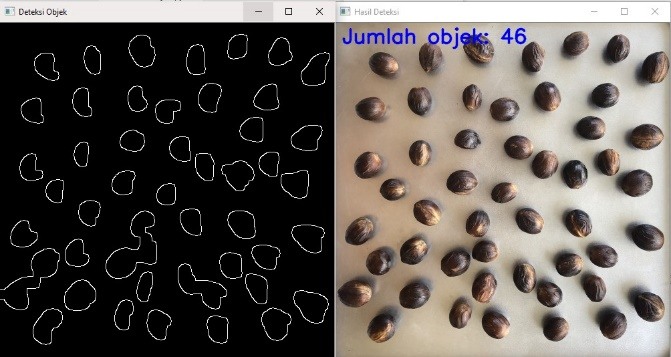 Deteksi Objek
Hasil Deteksi
Jumlah objek: 46